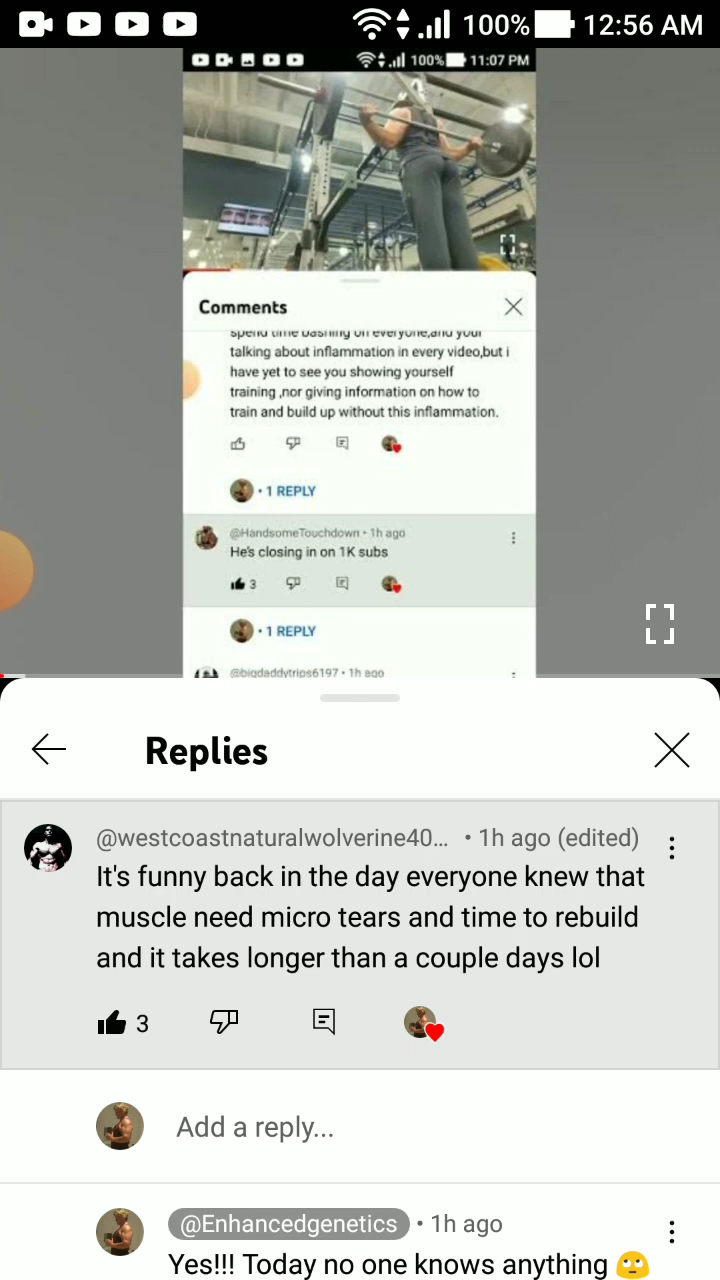 100% 12:56 AM
100% 11:07 PM
Comments
spend time bashing on everyone,and your
talking about inflammation in every video,but i
have yet to see you showing yourself
training ,nor giving information on how to
train and build up without this inflammation.
• 1 REPLY
@HandsomeTouchdown • 1h ago
He's closing in on 1K subs
3
• 1 REPLY
@bigdaddytrips6197 • 1h ago
Replies
@westcoastnaturalwolverine40... • 1h ago (edited)
It's funny back in the day everyone knew that
muscle need micro tears and time to rebuild
and it takes longer than a couple days lol
3
Add a reply...
@Enhancedgenetics • 1h ago
Yes!!! Today no one knows anything 🙄